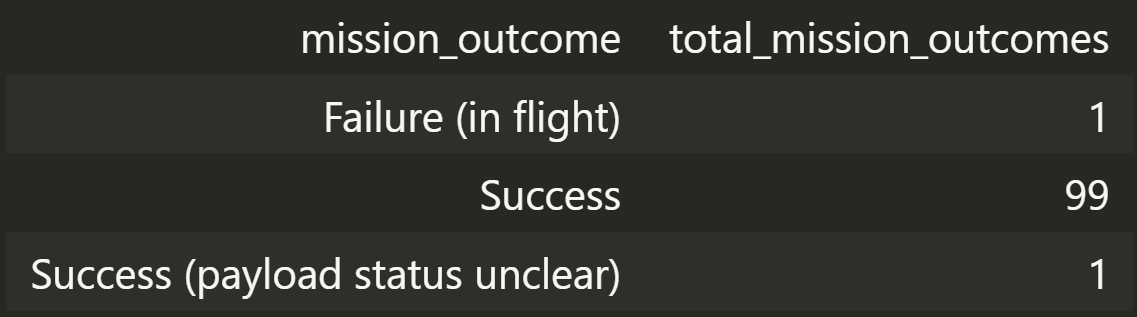 mission_outcome total_mission_outcomes
Failure (in flight) 1
Success 99
Success (payload status unclear) 1